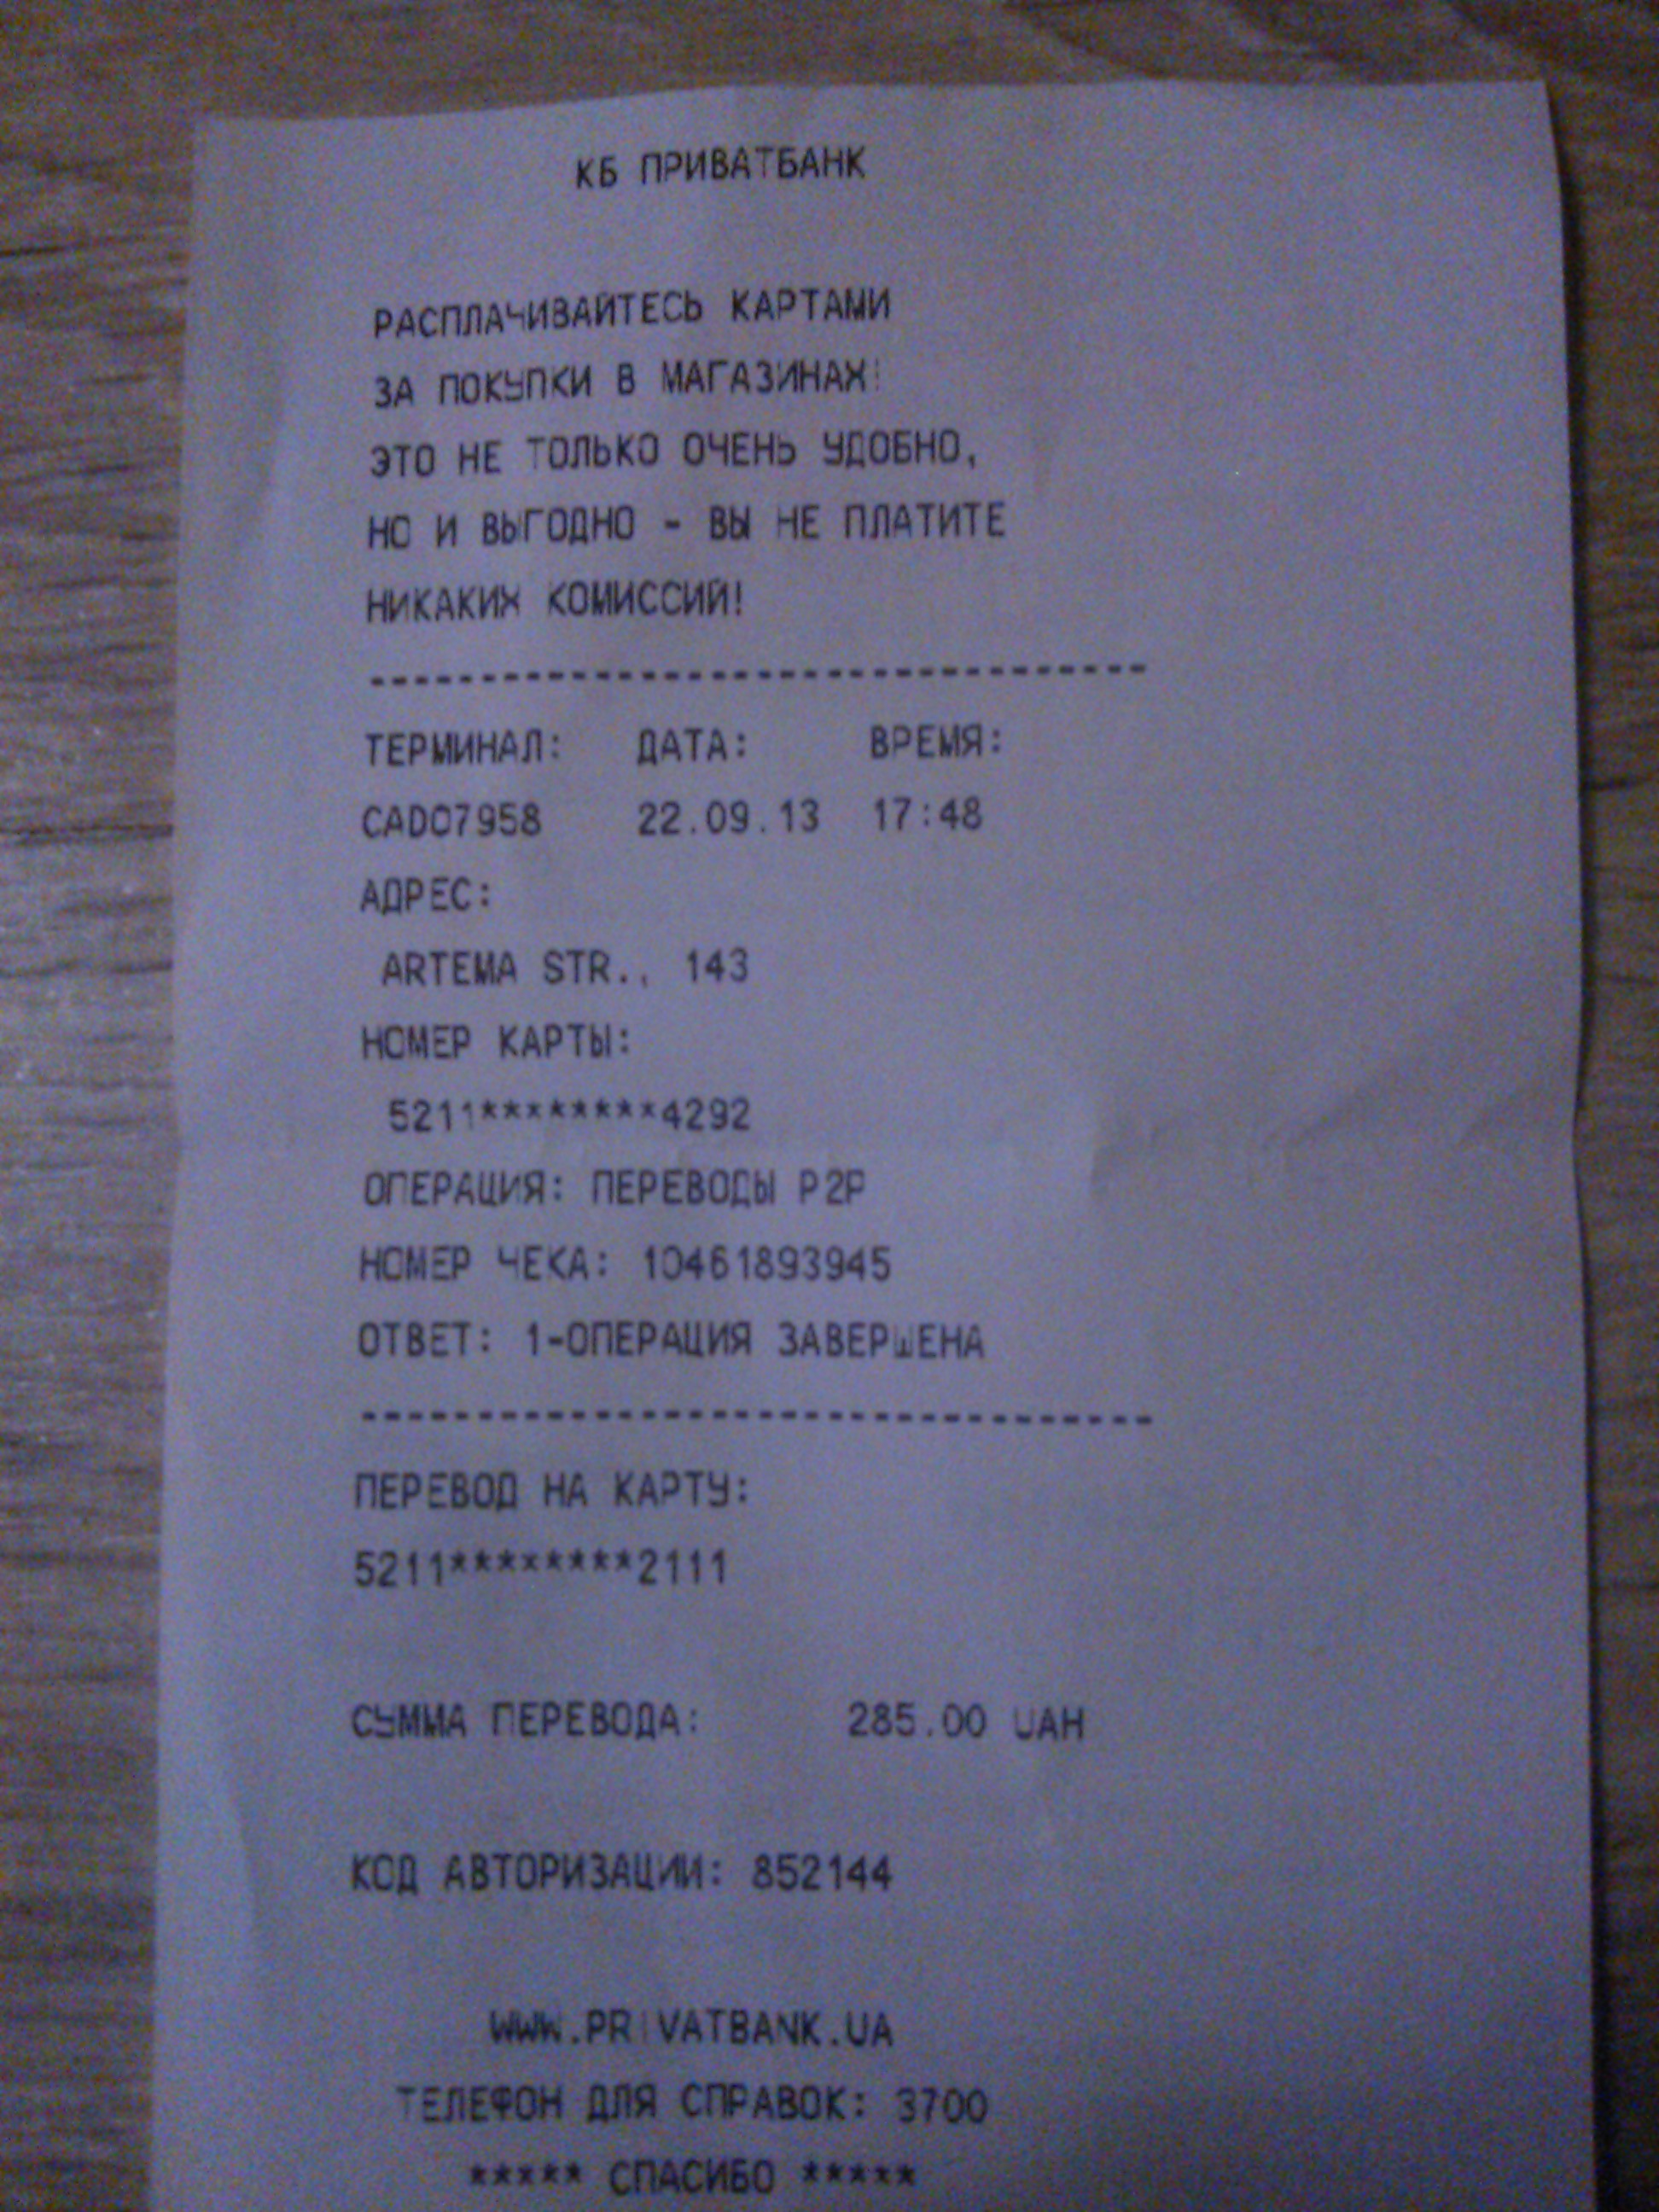 КБ ПРИВАТБАНК
РАСПЛАЧИВАЙТЕСЬ КАРТАМИ
ЗА ПОКУПКИ В МАГАЗИНАХ!
ЭТО НЕ ТОЛЬКО ОЧЕНЬ УДОБНО,
НО И ВЫГОДНО - ВЫ НЕ ПЛАТИТЕ
НИКАКИХ КОМИССИЙ!
----------------------------------
ТЕРМИНАЛ: ДАТА: ВРЕМЯ:
CAD07958 22.09.13 17:48
АДРЕС:
ARTEMA STR., 143
НОМЕР КАРТЫ:
5211********4292
ОПЕРАЦИЯ: ПЕРЕВОДЫ P2P
НОМЕР ЧЕКА: 10461893945
ОТВЕТ: 1-ОПЕРАЦИЯ ЗАВЕРШЕНА
----------------------------------
ПЕРЕВОД НА КАРТУ:
5211********2111
СУММА ПЕРЕВОДА: 285.00 UAH
КОД АВТОРИЗАЦИИ: 852144
WWW.PRIVATBANK.UA
ТЕЛЕФОН ДЛЯ СПРАВОК: 3700
***** СПАСИБО *****